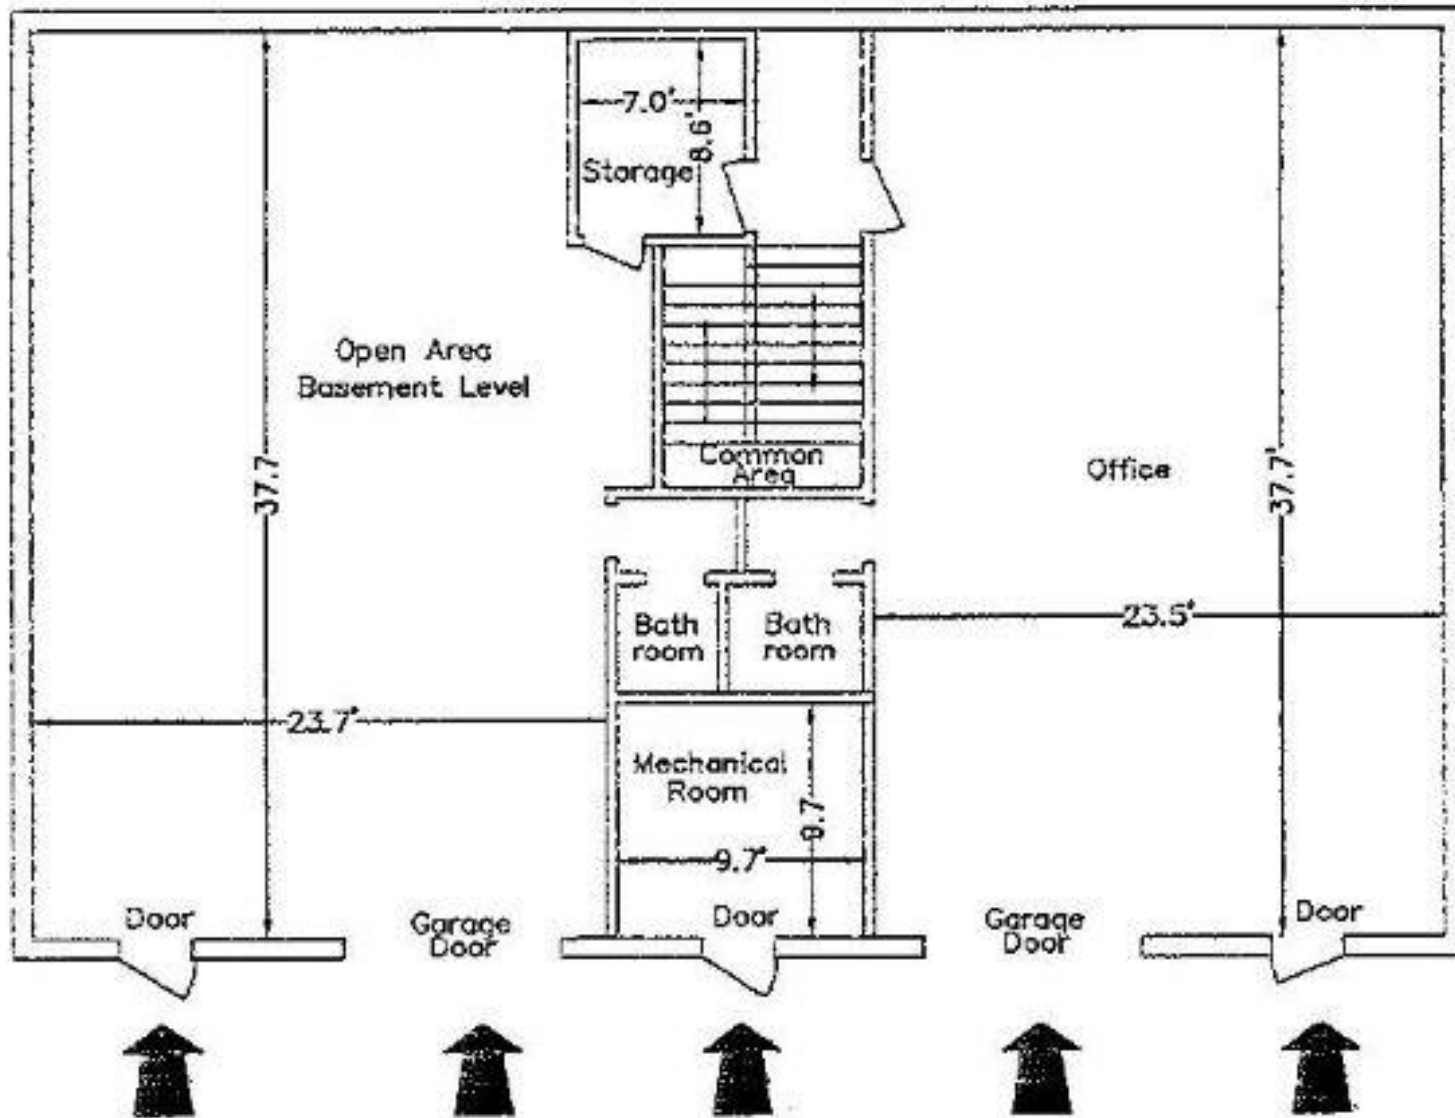 7.0'
8.6'
Storage
Open Area
Basement Level
37.7
Common
Area
Office
37.7'
Bath
room
Bath
room
23.5'
23.7'
Mechanical
Room
9.7
9.7'
Door
Garage
Door
Door
Garage
Door
Door